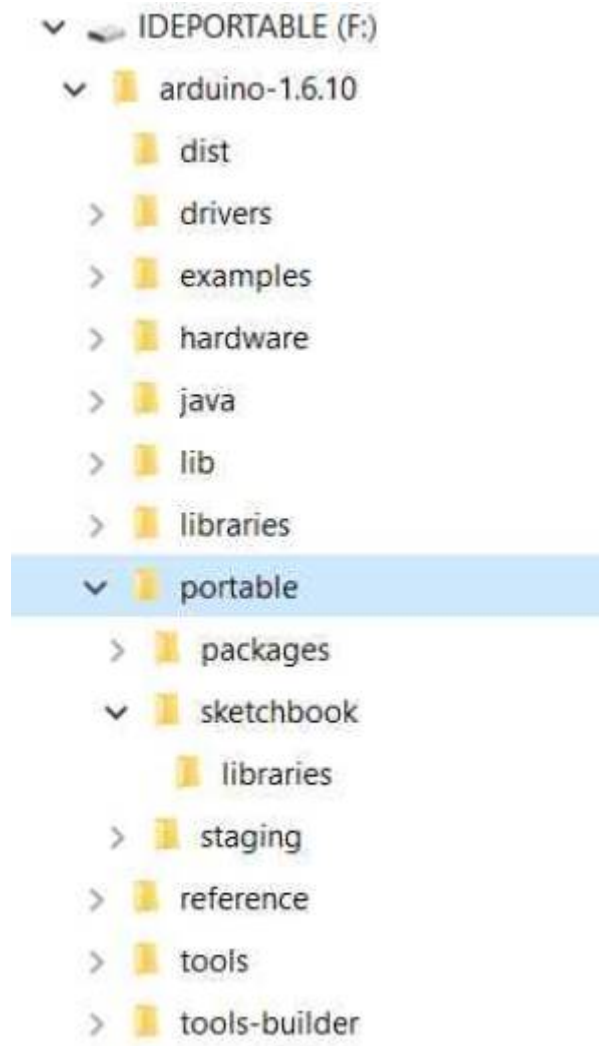 IDEPORTABLE (F:)
arduino-1.6.10
dist
drivers
examples
hardware
java
lib
libraries
portable
packages
sketchbook
libraries
staging
reference
tools
tools-builder